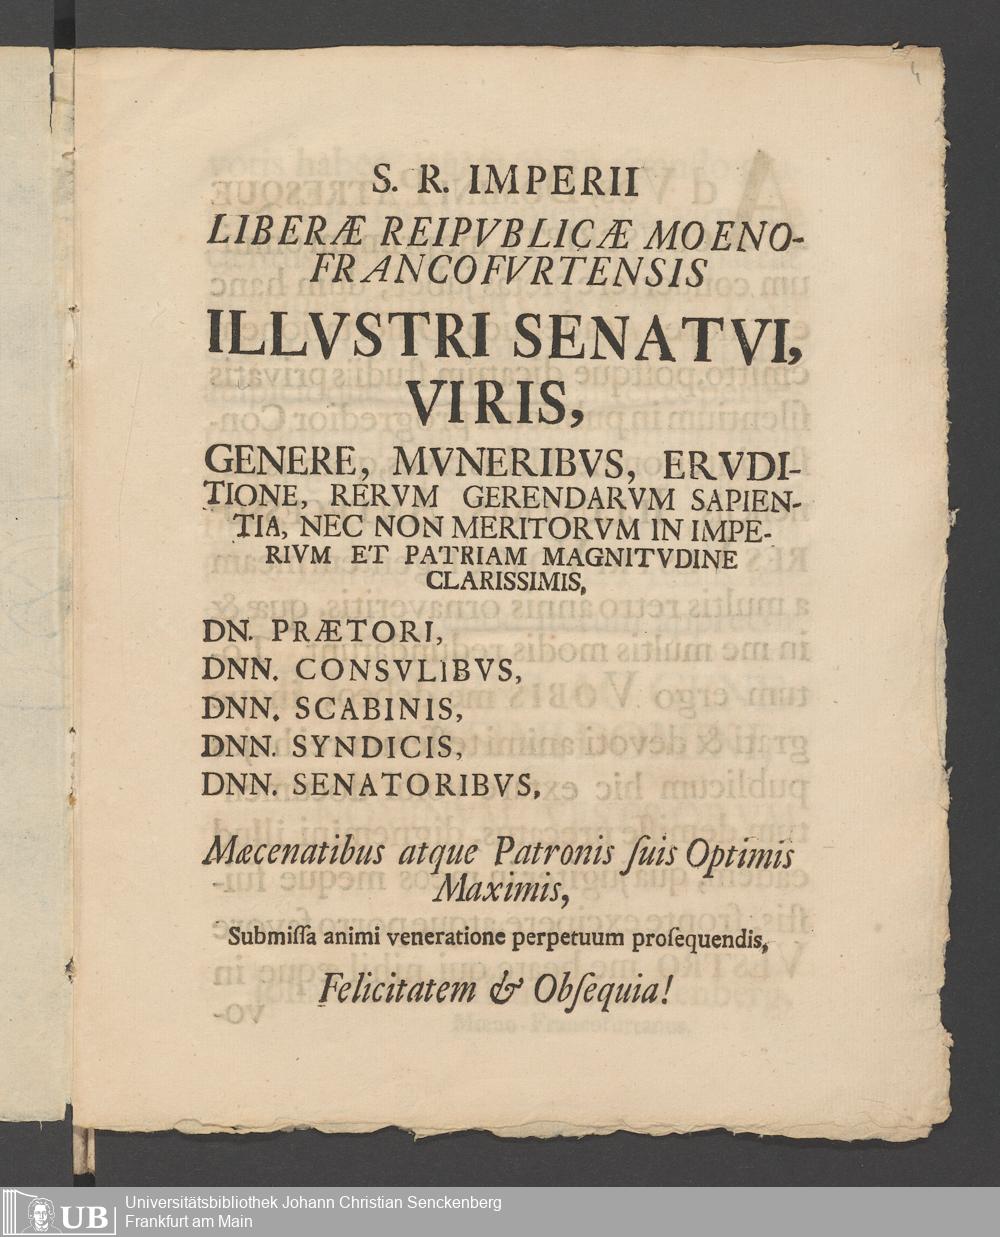 4
S. R. IMPERII
LIBERÆ REIPVBLICÆ MOENO-
FRANCOFVRTENSIS
ILLVSTRI SENATVI,
VIRIS,
GENERE, MVNERIBVS, ERVDI-
TIONE, RERVM GERENDARVM SAPIEN-
TIA, NEC NON MERITORVM IN IMPE-
RIVM ET PATRIAM MAGNITVDINE
CLARISSIMIS,
DN. PRÆTORI,
DNN. CONSVLIBVS,
DNN. SCABINIS,
DNN. SYNDICIS,
DNN. SENATORIBVS,
Mæcenatibus atque Patronis ſuis Optimis
Maximis,
Submiſſa animi veneratione perpetuum proſequendis,
Felicitatem & Obſequia!
UB
Universitätsbibliothek Johann Christian Senckenberg
Frankfurt am Main